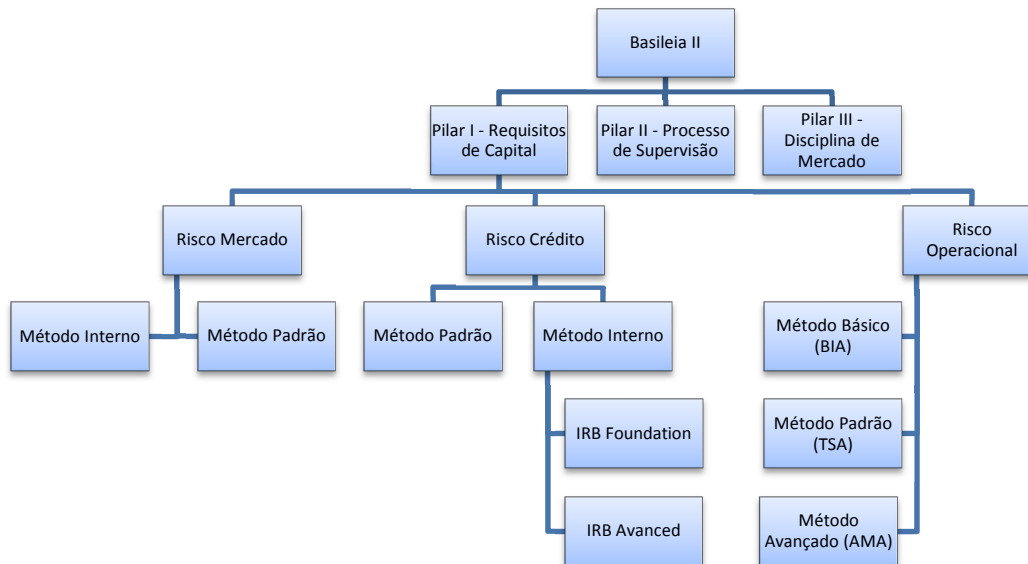 Basileia II
Pilar I - Requisitos
de Capital
Pilar II - Processo
de Supervisão
Pilar III -
Disciplina de
Mercado
Risco Mercado
Risco Crédito
Risco
Operacional
Método Interno
Método Padrão
Método Padrão
Método Interno
Método Básico
(BIA)
IRB Foundation
Método Padrão
(TSA)
IRB Avanced
Método
Avançado (AMA)